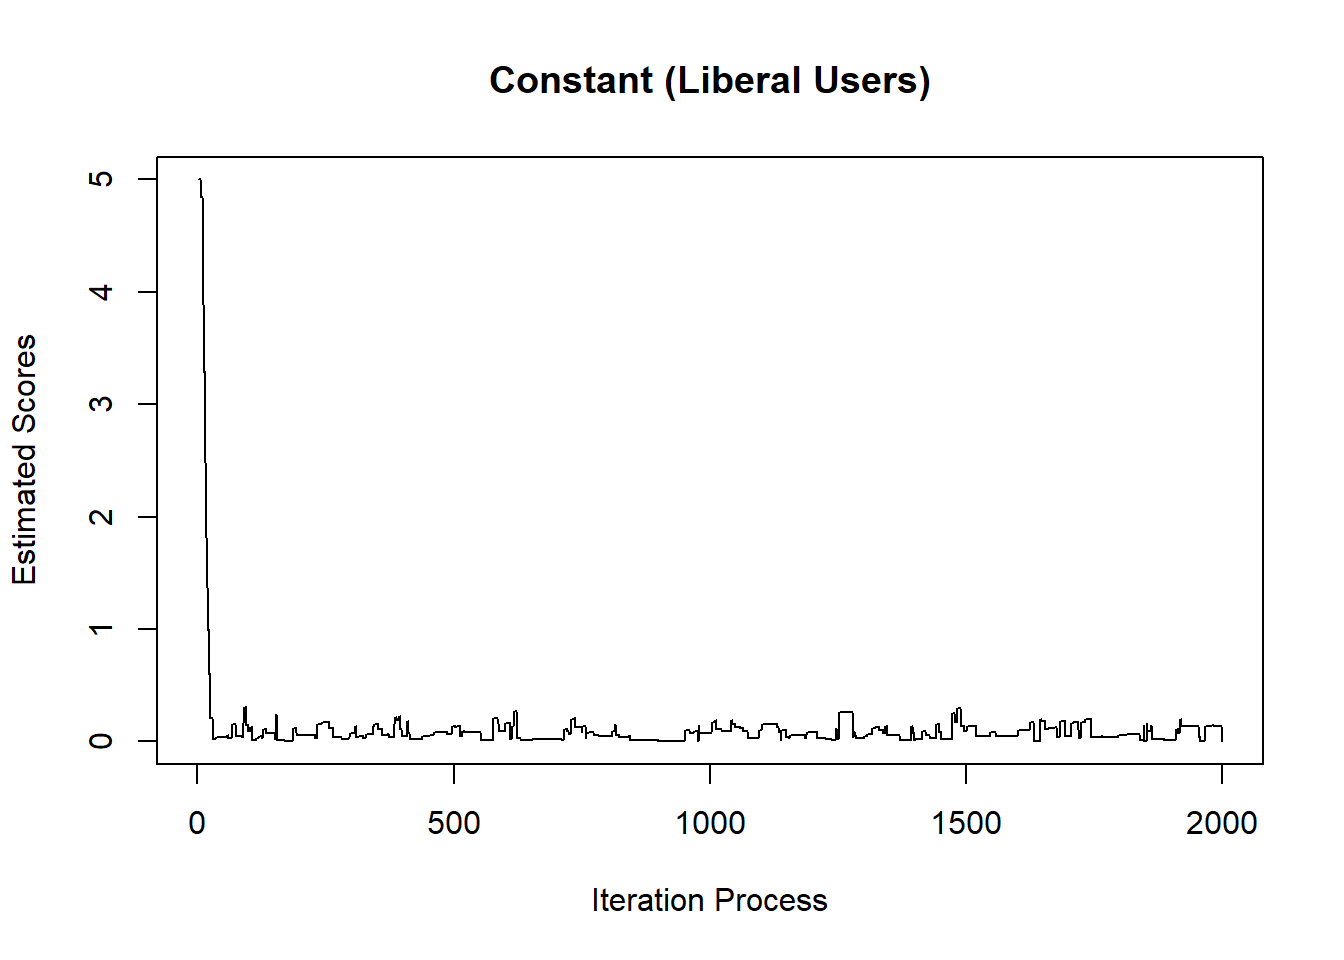 Constant (Liberal Users)
Estimated Scores
5
4
3
2
1
0
0 500 1000 1500 2000
Iteration Process